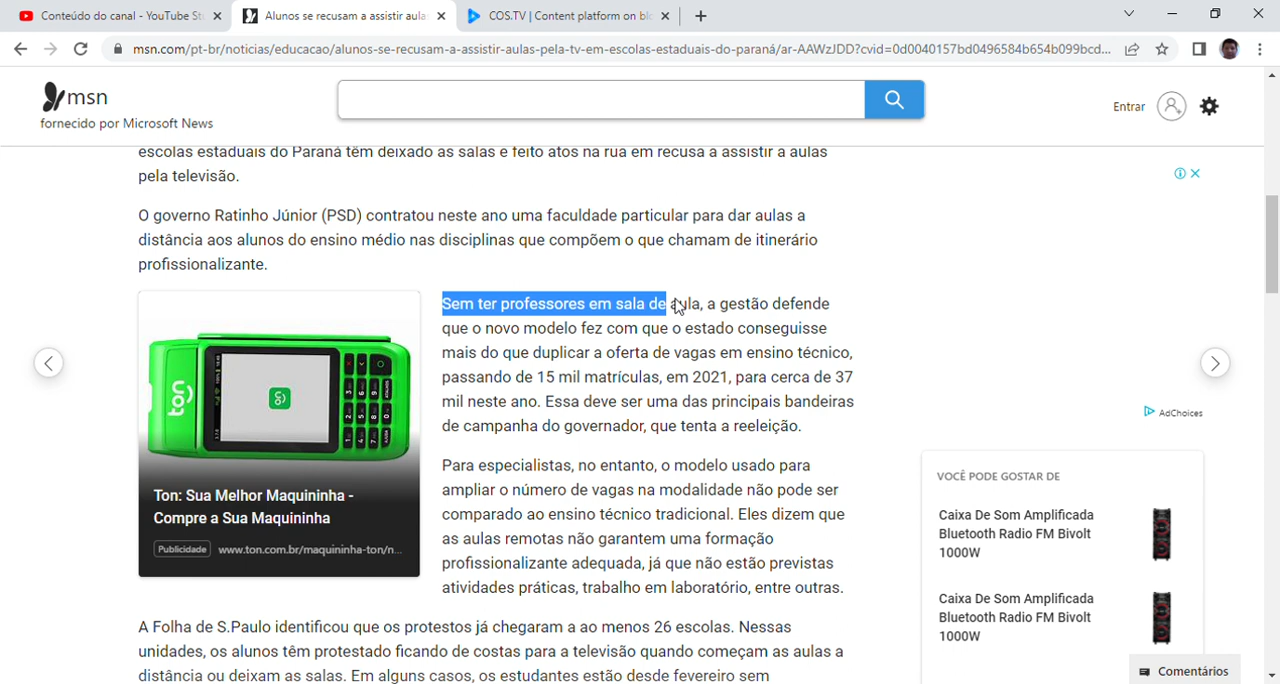 Conteúdo do canal - YouTube St
Alunos se recusam a assistir aula
COS.TV | Content platform on blo
msn.com/pt-br/noticias/educacao/alunos-se-recusam-a-assistir-aulas-pela-tv-em-escolas-estaduais-do-paraná/ar-AAWzJDD?cvid=0d0040157bd0496584b654b099bcd...
msn
fornecido por Microsoft News
Entrar
escolas estaduais do Paraná têm deixado as salas e feito atos na rua em recusa a assistir a aulas
pela televisão.
O governo Ratinho Júnior (PSD) contratou neste ano uma faculdade particular para dar aulas a
distância aos alunos do ensino médio nas disciplinas que compõem o que chamam de itinerário
profissionalizante.
Sem ter professores em sala de aula, a gestão defende
que o novo modelo fez com que o estado conseguisse
mais do que duplicar a oferta de vagas em ensino técnico,
passando de 15 mil matrículas, em 2021, para cerca de 37
mil neste ano. Essa deve ser uma das principais bandeiras
de campanha do governador, que tenta a reeleição.
ton
Ton: Sua Melhor Maquininha -
Compre a Sua Maquininha
Publicidade www.ton.com.br/maquininha-ton/n...
Para especialistas, no entanto, o modelo usado para
ampliar o número de vagas na modalidade não pode ser
comparado ao ensino técnico tradicional. Eles dizem que
as aulas remotas não garantem uma formação
profissionalizante adequada, já que não estão previstas
atividades práticas, trabalho em laboratório, entre outras.
A Folha de S.Paulo identificou que os protestos já chegaram a ao menos 26 escolas. Nessas
unidades, os alunos têm protestado ficando de costas para a televisão quando começam as aulas a
distância ou deixam as salas. Em alguns casos, os estudantes estão desde fevereiro sem
AdChoices
VOCÊ PODE GOSTAR DE
Caixa De Som Amplificada
Bluetooth Radio FM Bivolt
1000W
Caixa De Som Amplificada
Bluetooth Radio FM Bivolt
1000W
Comentários